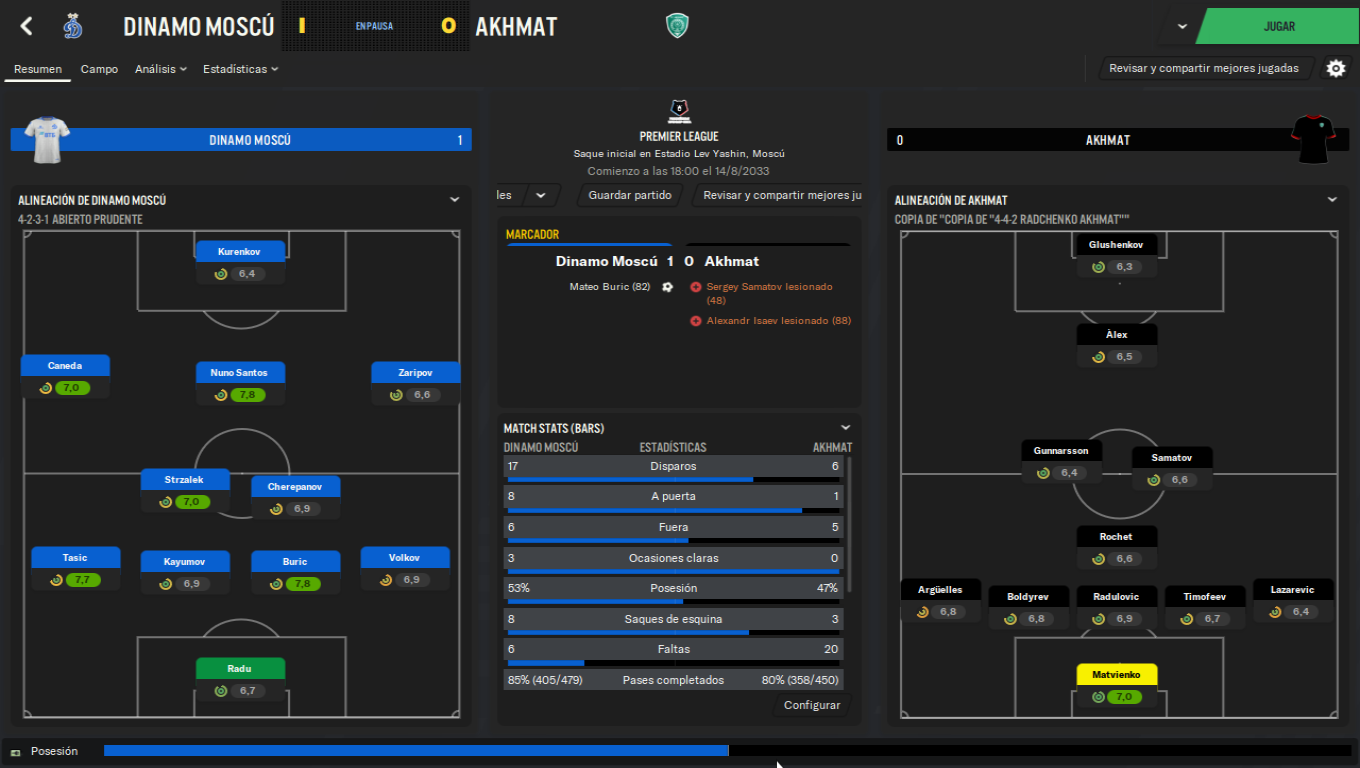 DINAMO MOSCÚ
1
EN PAUSA
0
AKHMAT
JUGAR
Resumen
Campo
Análisis
Estadísticas
Revisar y compartir mejores jugadas
DINAMO MOSCÚ
1
ALINEACIÓN DE DINAMO MOSCÚ
4-2-3-1 ABIERTO PRUDENTE
Kurenkov
6,4
Caneda
7,0
Nuno Santos
7,8
Zaripov
6,6
Strzalek
7,0
Cherepanov
6,9
Tasic
7,7
Kayumov
6,9
Buric
7,8
Volkov
6,9
Radu
6,7
PREMIER LEAGUE
Saque inicial en Estadio Lev Yashin, Moscú
Comienzo a las 18:00 el 14/8/2033
les
Guardar partido
Revisar y compartir mejores ju
MARCADOR
Dinamo Moscú 1 0 Akhmat
Mateo Buric (82)
Sergey Samatov lesionado
(48)
Alexandr Isaev lesionado (88)
MATCH STATS (BARS)
DINAMO MOSCÚ ESTADÍSTICAS AKHMAT
17 Disparos 6
8 A puerta 1
6 Fuera 5
3 Ocasiones claras 0
53% Posesión 47%
8 Saques de esquina 3
6 Faltas 20
85% (405/479) Pases completados 80% (358/450)
Configurar
0
AKHMAT
ALINEACIÓN DE AKHMAT
COPIA DE "COPIA DE "4-4-2 RADCHENKO AKHMAT""
Glushenkov
6,3
Álex
6,5
Gunnarsson
6,4
Samatov
6,6
Rochet
6,6
Argüelles
6,8
Boldyrev
6,8
Radulovic
6,9
Timofeev
6,7
Lazarevic
6,4
Matvienko
7,0
Posesión